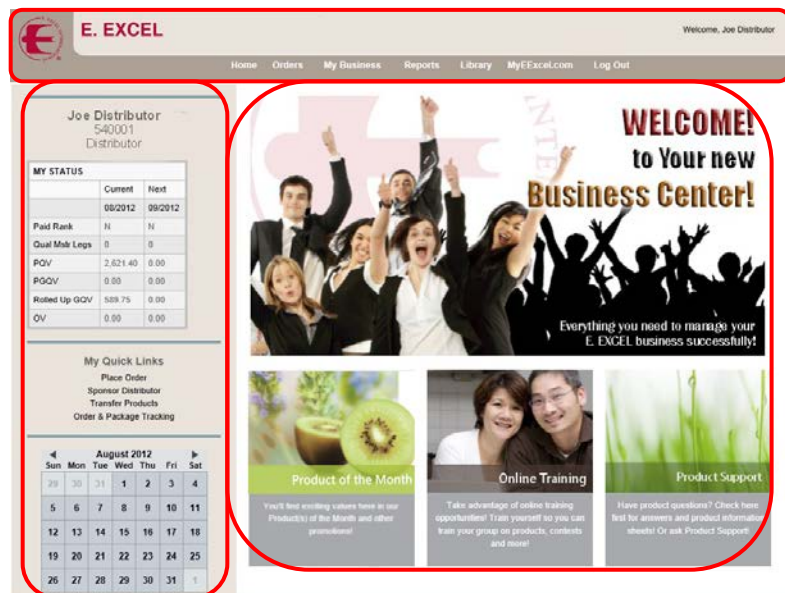 E. EXCEL
Welcome, Joe Distributor
Home Orders My Business Reports Library MyEExcel.com Log Out
Joe Distributor
540001
Distributor
MY STATUS
Current Next
08/2012 09/2012
Paid Rank N N
Qual Mstr Legs 0 0
PQV 2,621.40 0.00
PGQV 0.00 0.00
Rolled Up GQV 589.75 0.00
OV 0.00 0.00
My Quick Links
Place Order
Sponsor Distributor
Transfer Products
Order & Package Tracking
August 2012
Sun Mon Tue Wed Thu Fri Sat
29 30 31 1 2 3 4
5 6 7 8 9 10 11
12 13 14 15 16 17 18
19 20 21 22 23 24 25
26 27 28 29 30 31 1
WELCOME!
to Your new
Business Center!
Everything you need to manage your
E. EXCEL business successfully!
Product of the Month
You'll find exciting values here in our
Product(s) of the Month and other
promotions!
Online Training
Take advantage of online training
opportunities! Train yourself so you can
train your group on products, contests
and more!
Product Support
Have product questions? Check here
first for answers and product information
sheets! Or ask Product Support!